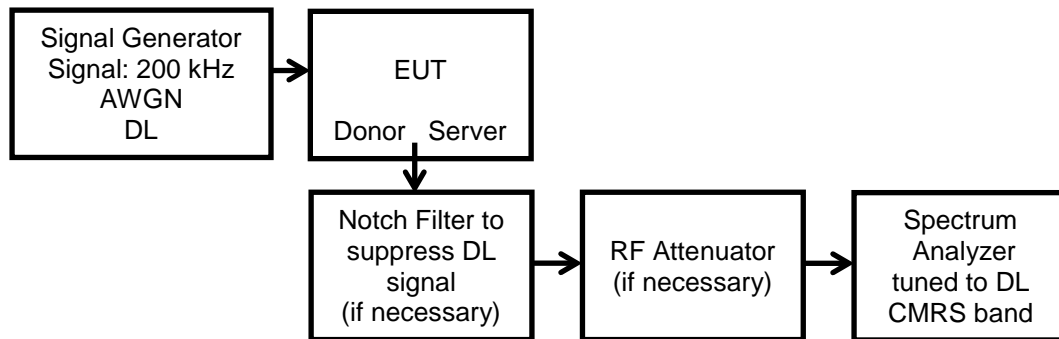 Signal Generator
Signal: 200 kHz
AWGN
DL
EUT
Donor Server
Notch Filter to
suppress DL
signal
(if necessary)
RF Attenuator
(if necessary)
Spectrum
Analyzer
tuned to DL
CMRS band